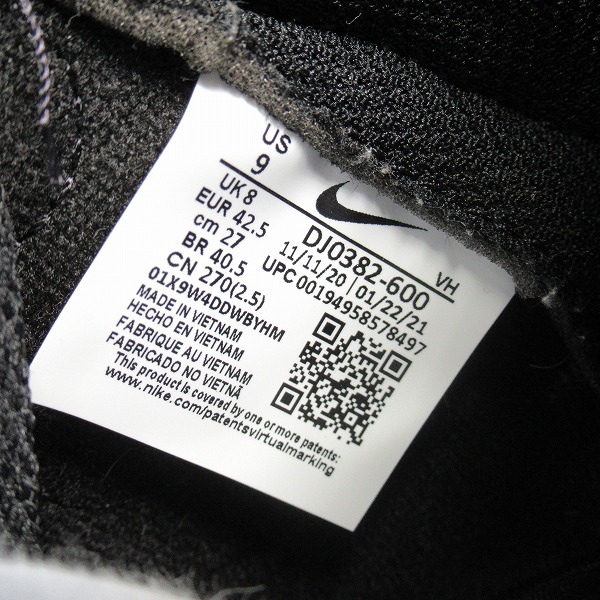 US
9
UK 8
EUR 42.5
cm 27
BR 40.5
CN 270(2.5)
01X9W4DDWBYHM
DJ0382-600
VH
11/11/20 | 01/22/21
UPC 00194958578497
MADE IN VIETNAM
HECHO EN VIETNAM
FABRIQUE AU VIETNAM
FABRICADO NO VIETNÃ
This product is covered by one or more patents:
www.nike.com/patentsvirtualmarking